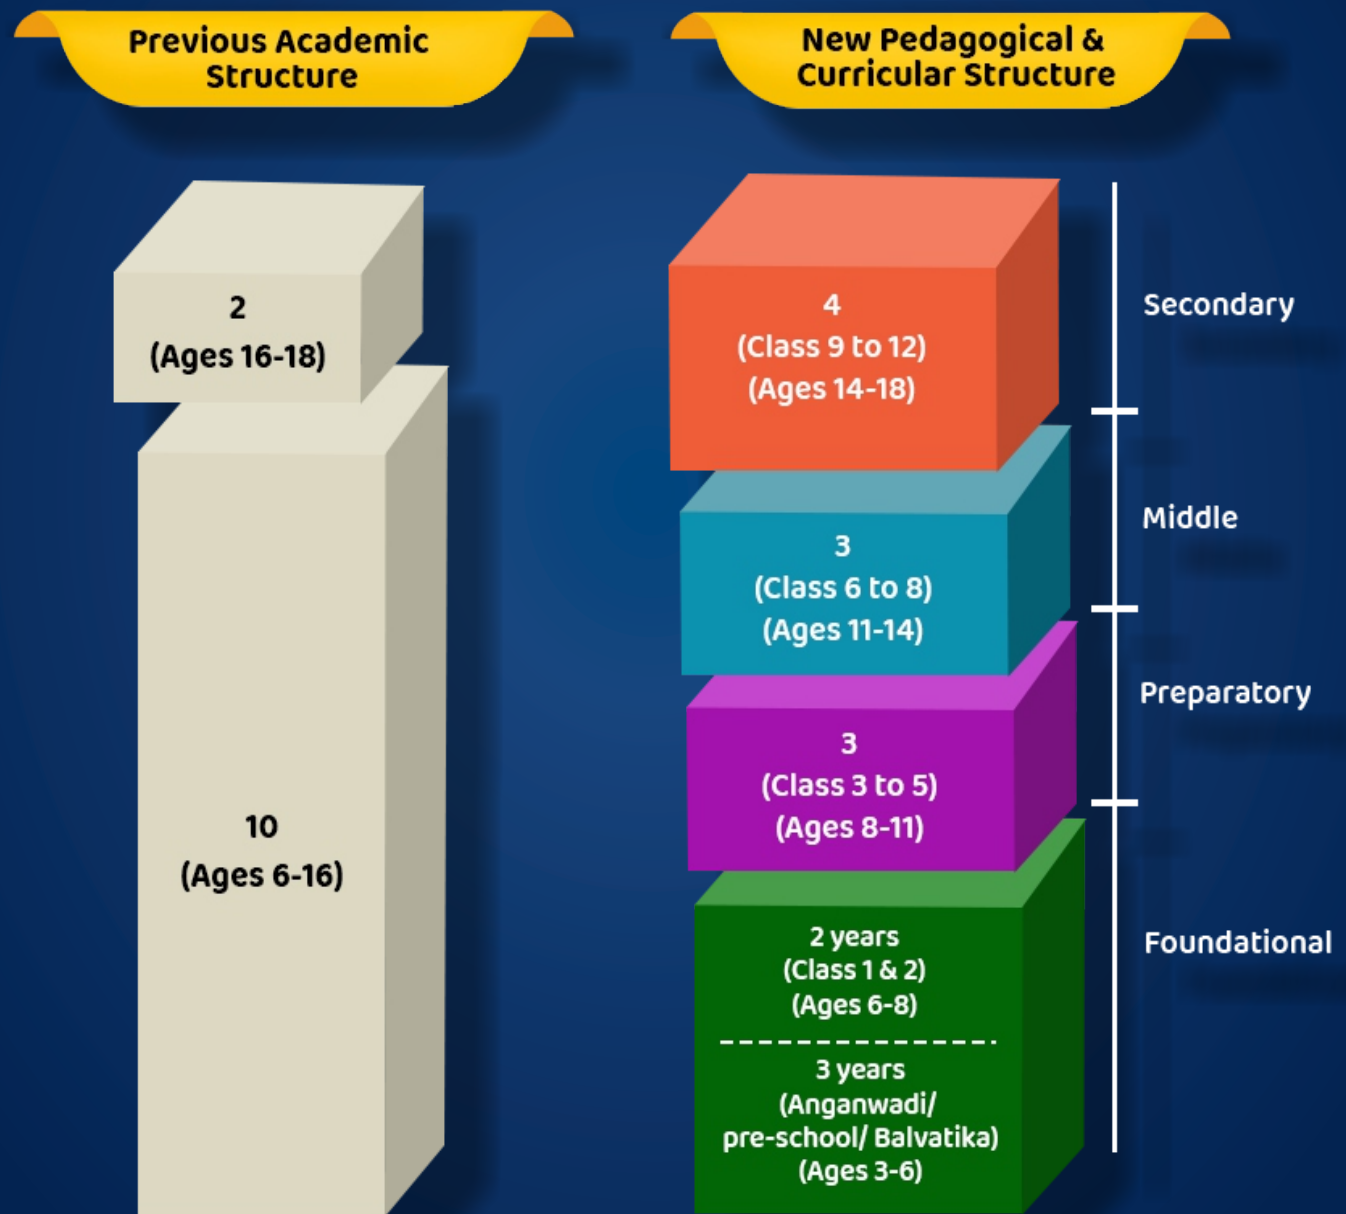 Previous Academic
Structure
2
(Ages 16-18)
10
(Ages 6-16)
New Pedagogical &
Curricular Structure
4
(Class 9 to 12)
(Ages 14-18)
Secondary
3
(Class 6 to 8)
(Ages 11-14)
Middle
3
(Class 3 to 5)
(Ages 8-11)
Preparatory
2 years
(Class 1 & 2)
(Ages 6-8)
3 years
(Anganwadi/
pre-school/ Balvatika)
(Ages 3-6)
Foundational